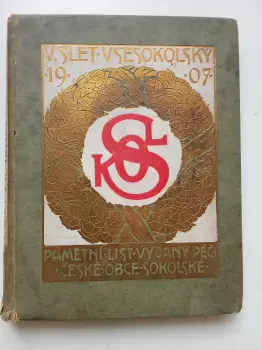 V. SLET · VŠESOKOLSKÝ
· 19 07 ·
SOKOL
PAMĚTNÍ · LIST · VYDANÝ · PÉČÍ
· ČESKÉ · OBCE · SOKOLSKÉ ·